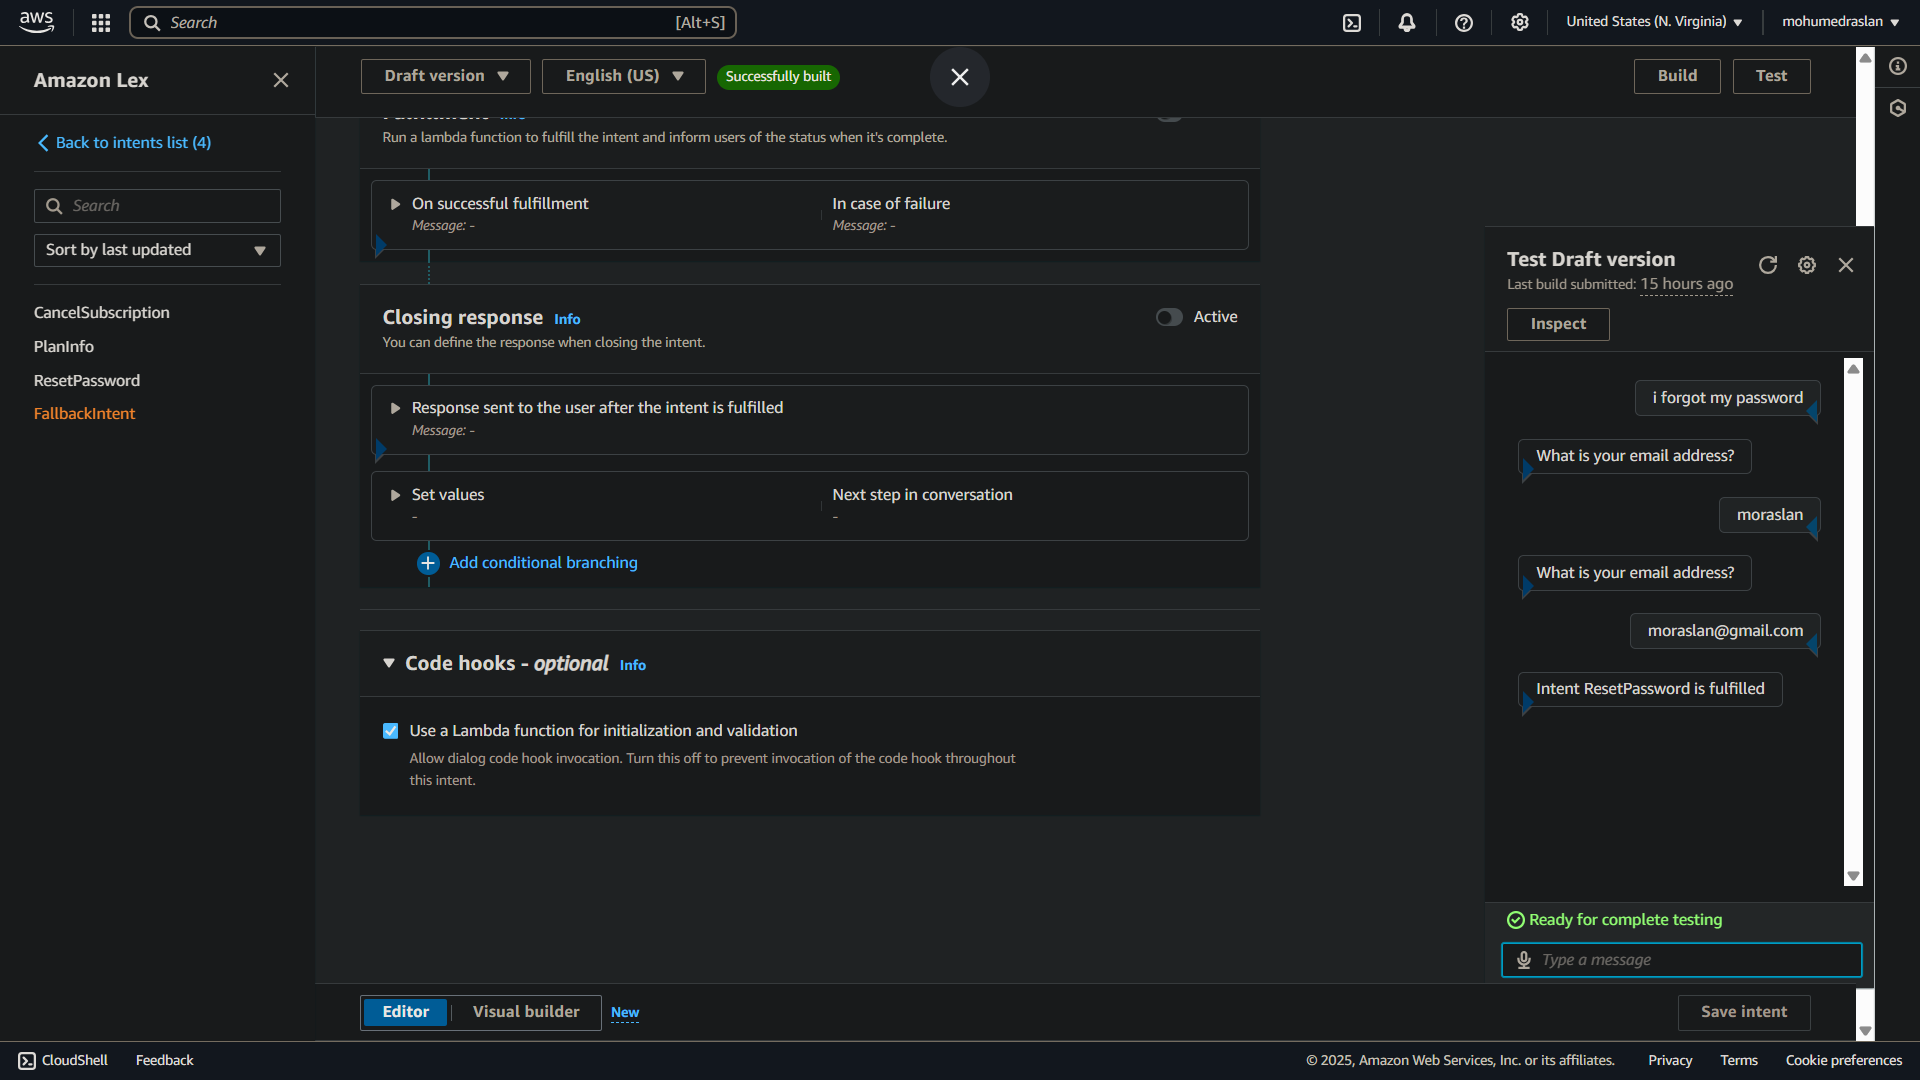 aws
Search
[Alt+S]
United States (N. Virginia)
mohumedraslan
Amazon Lex
Back to intents list (4)
Search
Sort by last updated
CancelSubscription
PlanInfo
ResetPassword
FallbackIntent
Draft version
English (US)
Successfully built
Build
Test
Info
Run a lambda function to fulfill the intent and inform users of the status when it's complete.
On successful fulfillment
Message: -
In case of failure
Message: -
Closing response Info
Active
You can define the response when closing the intent.
Response sent to the user after the intent is fulfilled
Message: -
Set values
-
Next step in conversation
-
Add conditional branching
Code hooks - optional Info
Use a Lambda function for initialization and validation
Allow dialog code hook invocation. Turn this off to prevent invocation of the code hook throughout
this intent.
Test Draft version
Last build submitted: 15 hours ago
Inspect
i forgot my password
What is your email address?
moraslan
What is your email address?
moraslan@gmail.com
Intent ResetPassword is fulfilled
Ready for complete testing
Type a message
Editor
Visual builder
New
Save intent
CloudShell
Feedback
© 2025, Amazon Web Services, Inc. or its affiliates.
Privacy
Terms
Cookie preferences